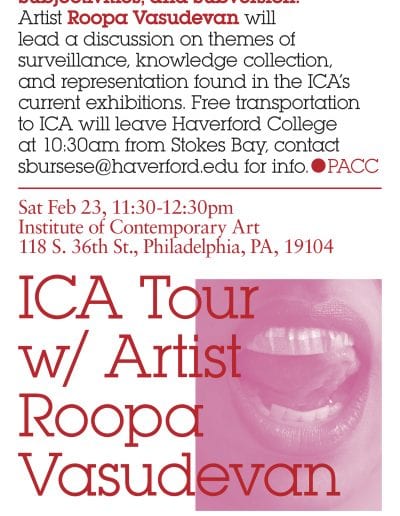 Subjectivities, and Subversion.
Artist Roopa Vasudevan will
lead a discussion on themes of
surveillance, knowledge collection,
and representation found in the ICA's
current exhibitions. Free transportation
to ICA will leave Haverford College
at 10:30am from Stokes Bay, contact
sbursese@haverford.edu for info. ●PACC
Sat Feb 23, 11:30-12:30pm
Institute of Contemporary Art
118 S. 36th St., Philadelphia, PA, 19104
ICA Tour
w/ Artist
Roopa
Vasudevan